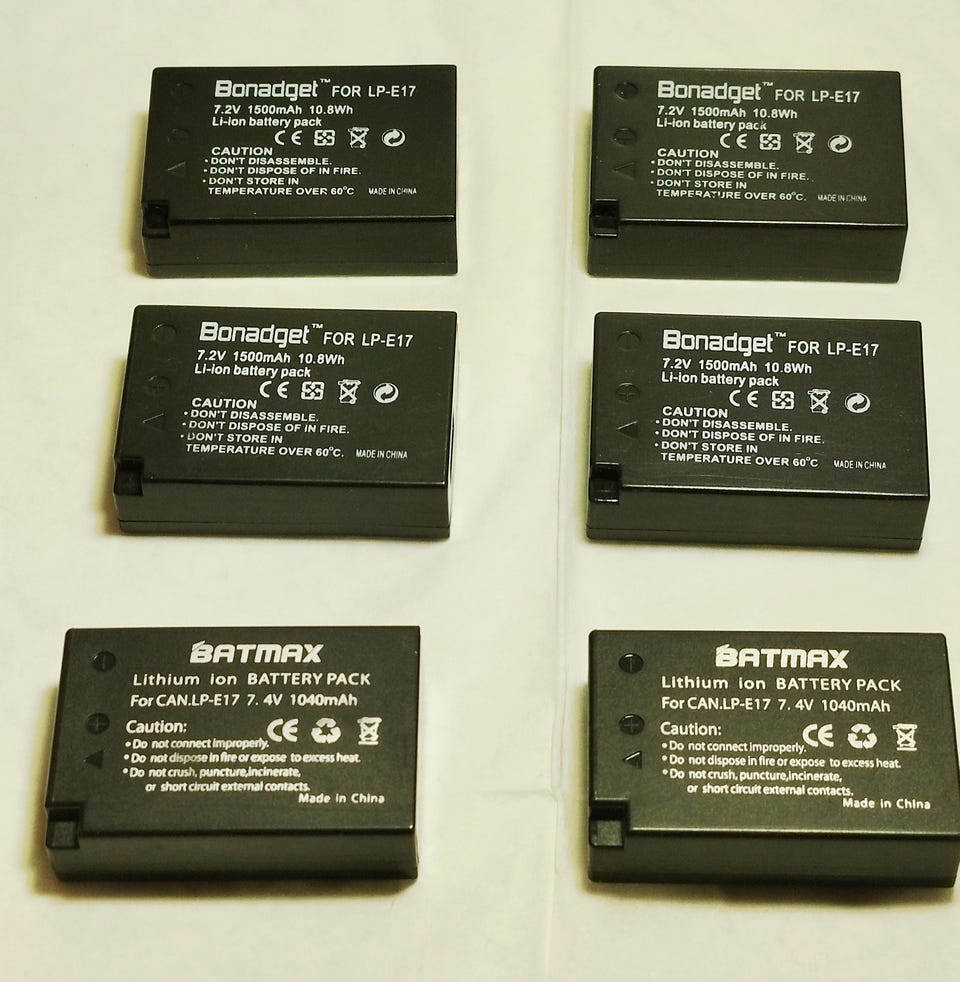 Bonadget™ FOR LP-E17
7.2V 1500mAh 10.8Wh
Li-ion battery pack
CE
CAUTION
• DON'T DISASSEMBLE.
• DON'T DISPOSE OF IN FIRE.
• DON'T STORE IN
TEMPERATURE OVER 60°C. MADE IN CHINA
Bonadget™ FOR LP-E17
7.2V 1500mAh 10.8Wh
Li-ion battery pack
CE
CAUTION
• DON'T DISASSEMBLE.
• DON'T DISPOSE OF IN FIRE.
• DON'T STORE IN
TEMPERATURE OVER 60°C. MADE IN CHINA
Bonadget™ FOR LP-E17
7.2V 1500mAh 10.8Wh
Li-ion battery pack
CE
CAUTION
• DON'T DISASSEMBLE.
• DON'T DISPOSE OF IN FIRE.
• DON'T STORE IN
TEMPERATURE OVER 60°C. MADE IN CHINA
Bonadget™ FOR LP-E17
7.2V 1500mAh 10.8Wh
Li-ion battery pack
CE
CAUTION
• DON'T DISASSEMBLE.
• DON'T DISPOSE OF IN FIRE.
• DON'T STORE IN
TEMPERATURE OVER 60°C MADE IN CHINA
BATMAX
Lithium ion BATTERY PACK
For CAN.LP-E17 7. 4V 1040mAh
Caution: CE
• Do not connect improperly.
• Do not dispose in fire or expose to excess heat.
• Do not crush, puncture,incinerate,
or short circuit external contacts.
Made in China
BATMAX
Lithium ion BATTERY PACK
For CAN.LP-E17 7. 4V 1040mAh
Caution: CE
• Do not connect improperly.
• Do not dispose in fire or expose to excess heat.
• Do not crush, puncture,incinerate,
or short circuit external contacts.
Made in China